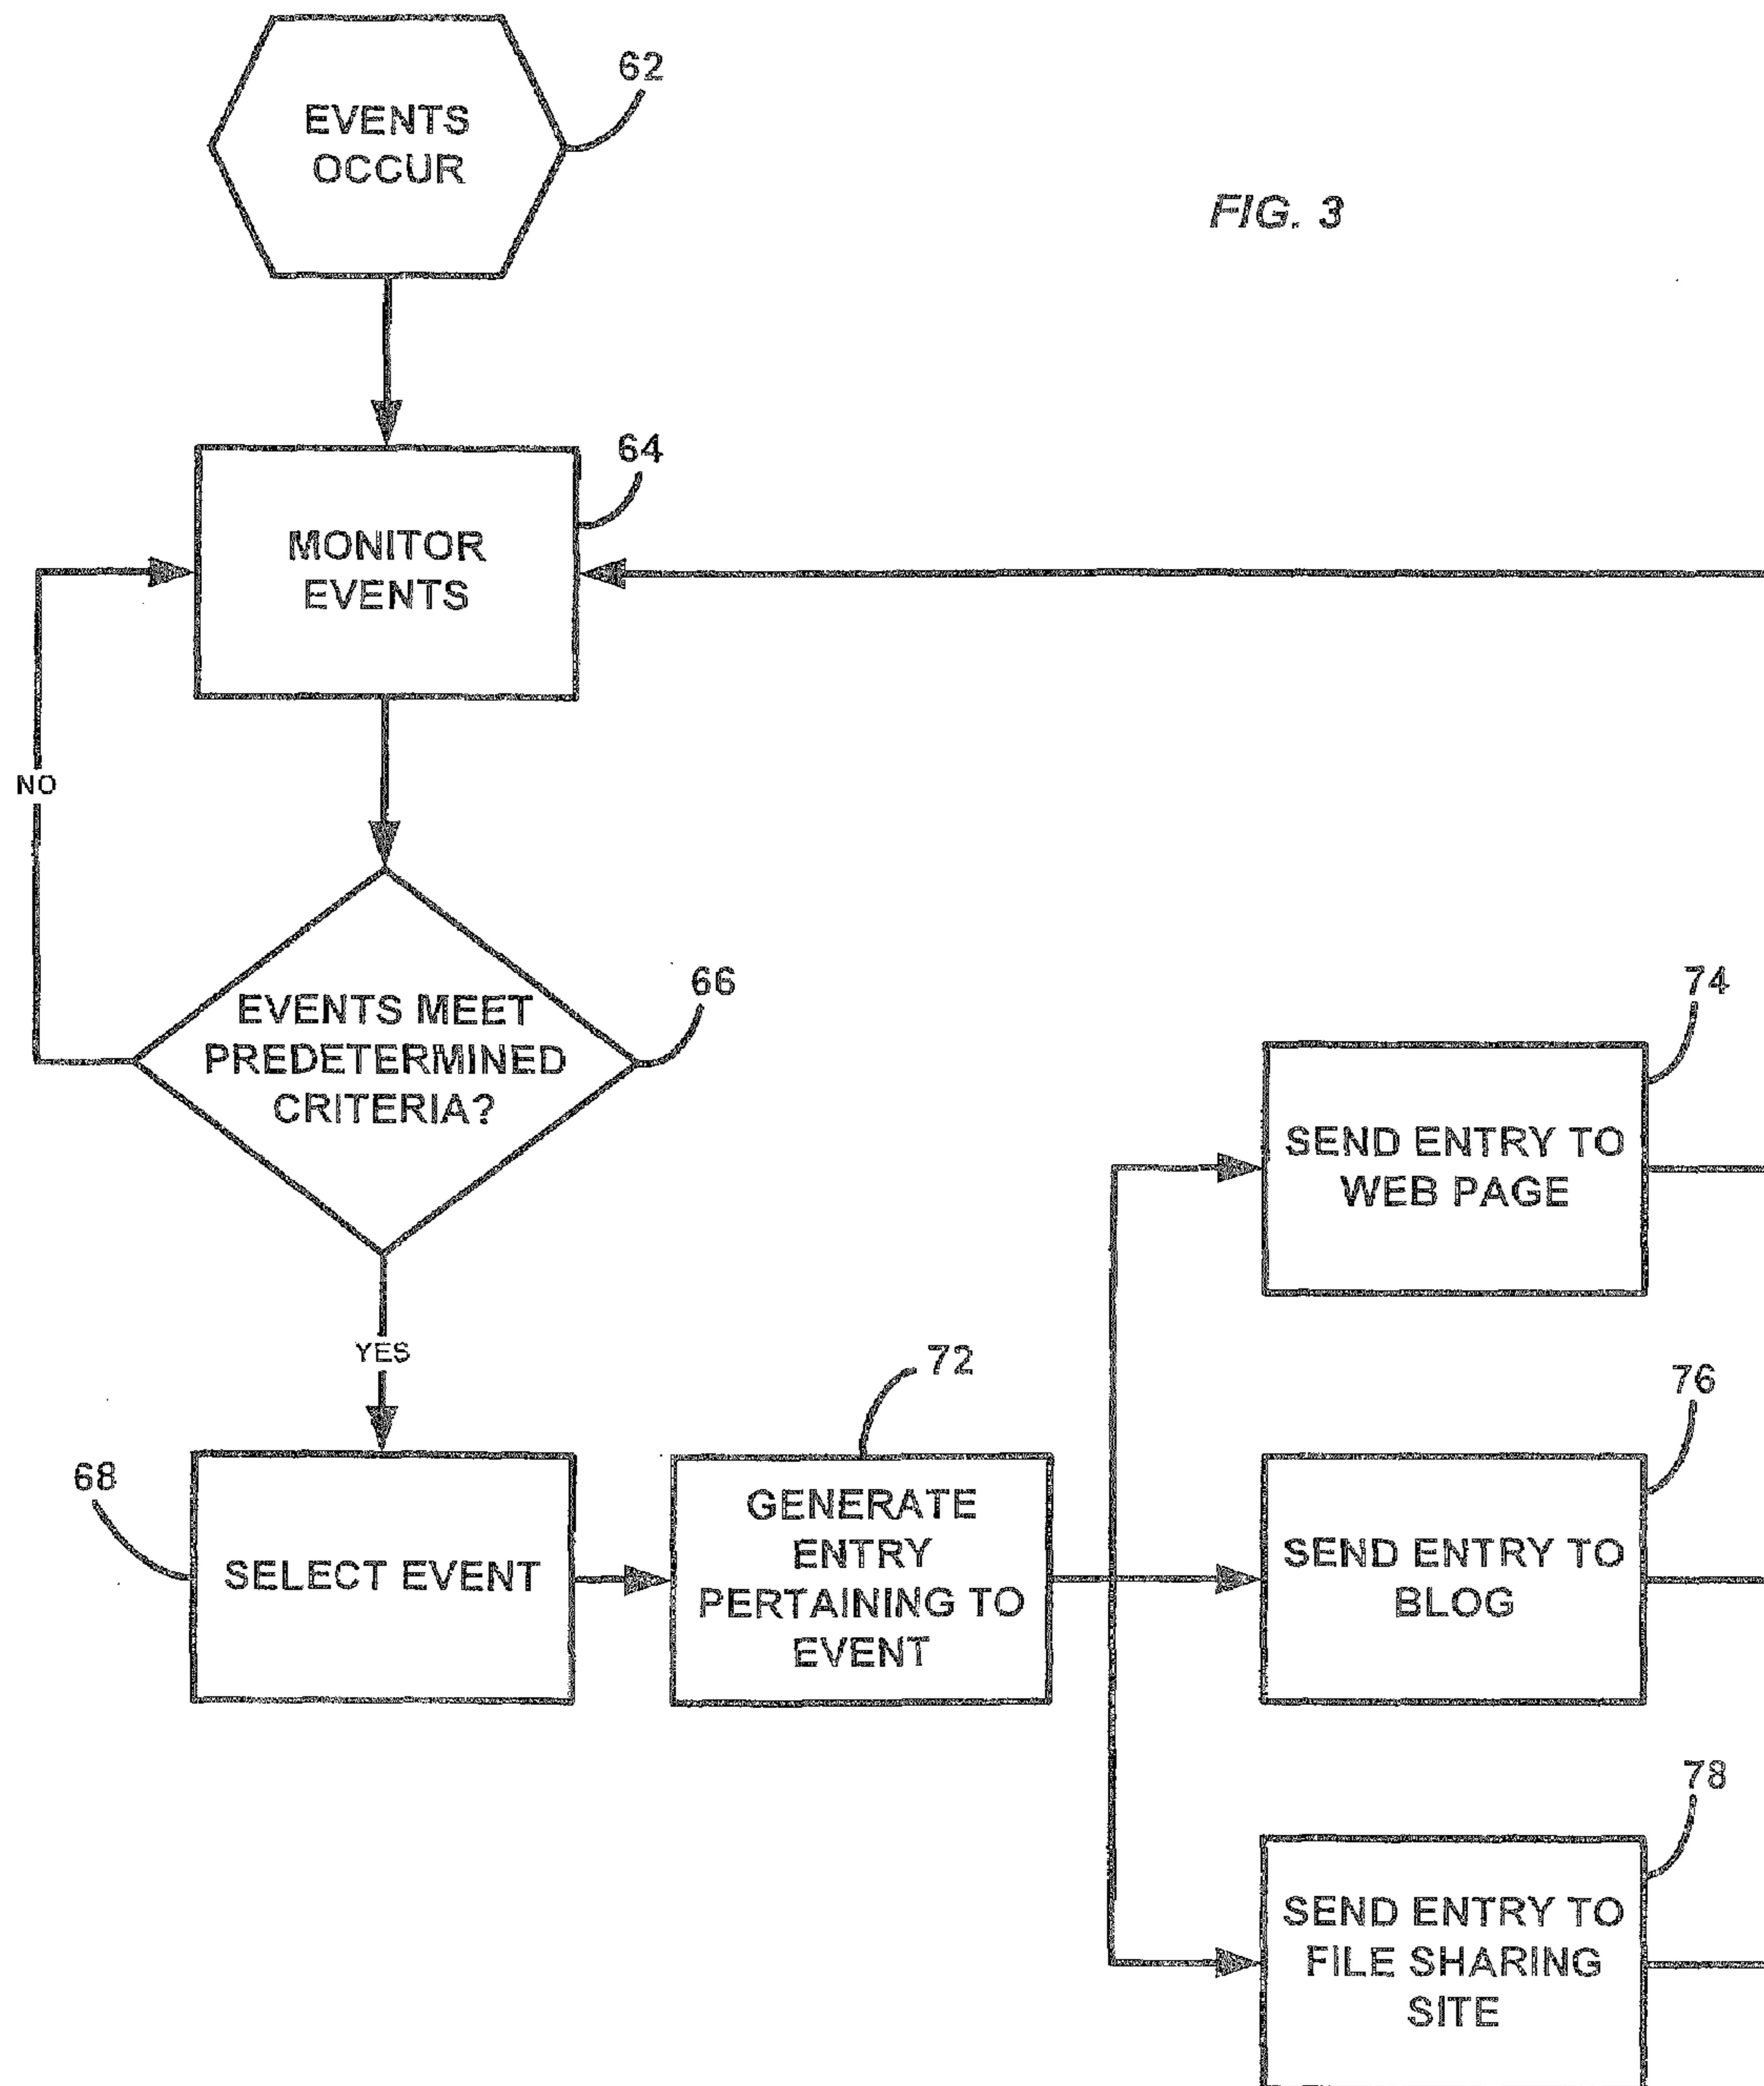 EVENTS
OCCUR
62
FIG. 3
64
MONITOR
EVENTS
NO
66
EVENTS MEET
PREDETERMINED
CRITERIA?
YES
68
SELECT EVENT
72
GENERATE
ENTRY
PERTAINING TO
EVENT
74
SEND ENTRY TO
WEB PAGE
76
SEND ENTRY TO
BLOG
78
SEND ENTRY TO
FILE SHARING
SITE